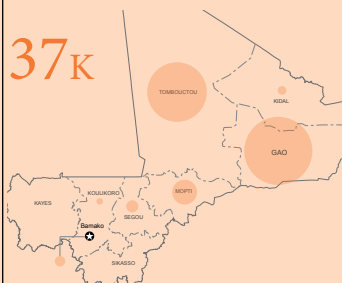 37K
TOMBOUCTOU
KIDAL
GAO
MOPTI
KOULIKORO
KAYES
SEGOU
Bamako
SIKASSO